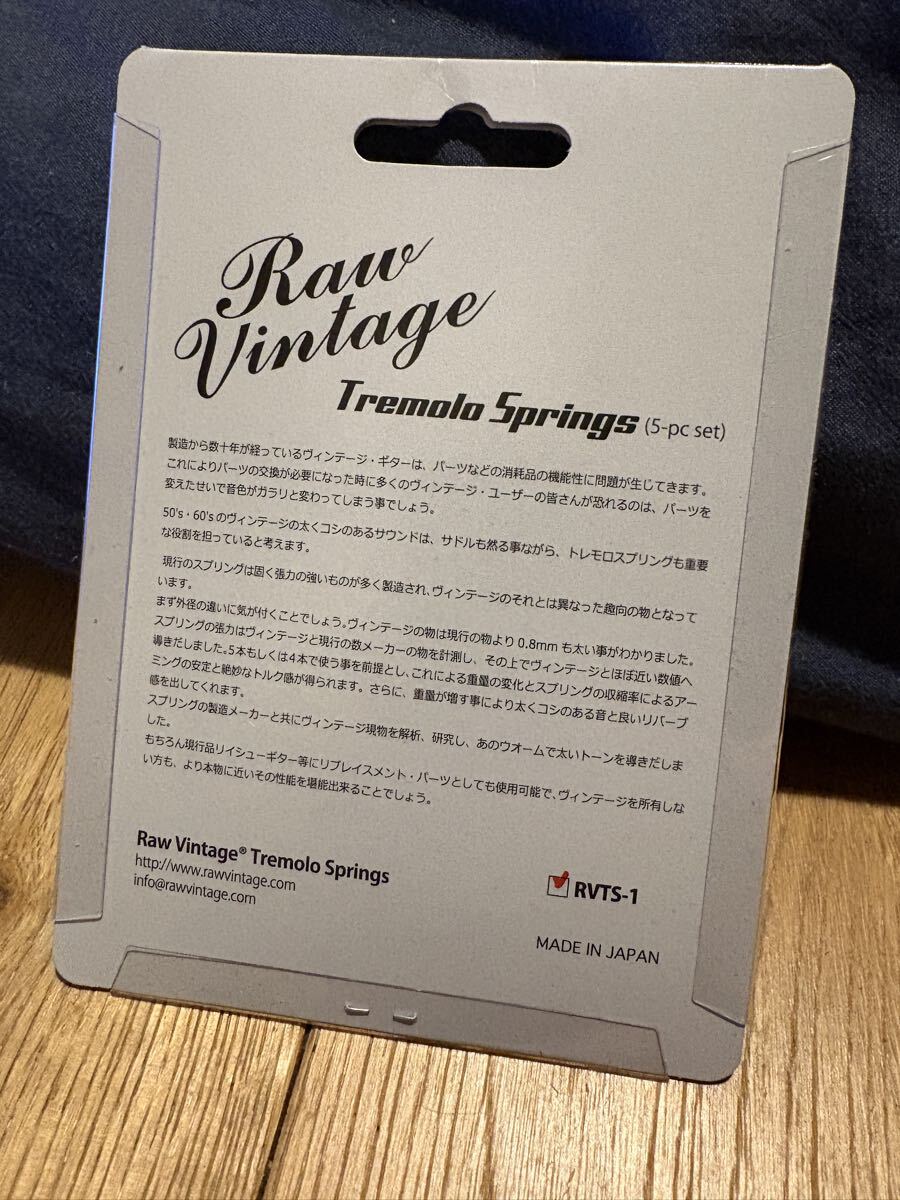 Raw
Vintage
Tremolo Springs (5-pc set)
製造から数十年が経っているヴィンテージ・ギターは、パーツなどの消耗品の機能性に問題が生じてきます。
これによりパーツの交換が必要になった時に多くのヴィンテージ・ユーザーの皆さんが恐れるのは、パーツを
変えたせいで音色がガラリと変わってしまう事でしょう。
50's・60'sのヴィンテージの太くコシのあるサウンドは、サドルも然る事ながら、トレモロスプリングも重要
な役割を担っていると考えます。
現行のスプリングは固く張力の強いものが多く製造され、ヴィンテージのそれとは異なった趣向の物となって
います。
まず外径の違いに気が付くことでしょう。ヴィンテージの物は現行の物より0.8mmも太い事がわかりました。
スプリングの張力はヴィンテージと現行の数メーカーの物を計測し、その上でヴィンテージとほぼ近い数値へ
導きだしました。5本もしくは4本で使う事を前提とし、これによる重量の変化とスプリングの収縮率によるアー
ミングの安定と絶妙なトルク感が得られます。さらに、重量が増す事により太くコシのある音と良いリバーブ
感を出してくれます。
スプリングの製造メーカーと共にヴィンテージ現物を解析、研究し、あのウオームで太いトーンを導きだしま
した。
もちろん現行品リイシューギター等にリプレイスメント・パーツとしても使用可能で、ヴィンテージを所有しな
い方も、より本物に近いその性能を堪能出来ることでしょう。
Raw Vintage® Tremolo Springs
http://www.rawvintage.com
info@rawvintage.com
RVTS-1
MADE IN JAPAN